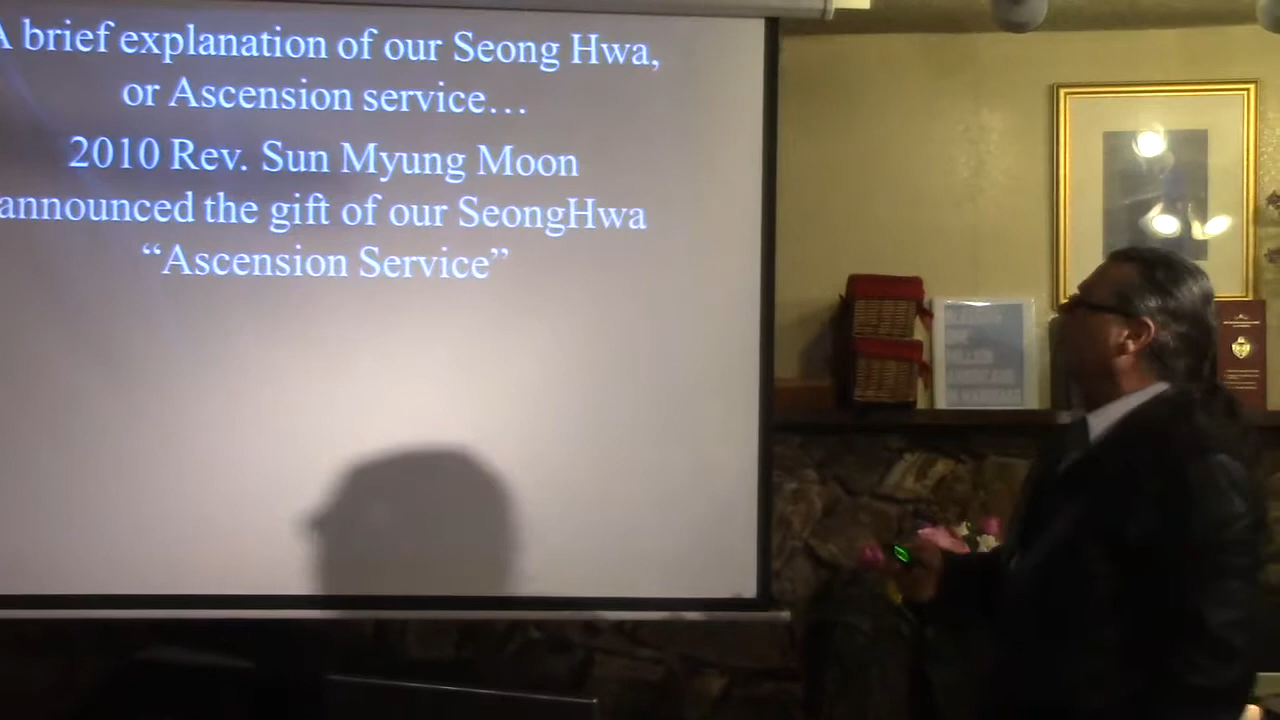 A brief explanation of our Seong Hwa,
or Ascension service…
2010 Rev. Sun Myung Moon
announced the gift of our SeongHwa
“Ascension Service”